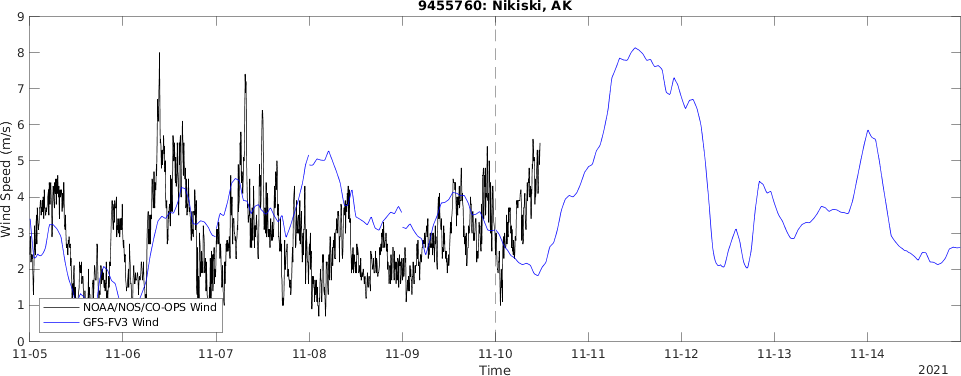 9455760: Nikiski, AK
Wind Speed (m/s)
9
8
7
6
5
4
3
2
1
0
NOAA/NOS/CO-OPS Wind
GFS-FV3 Wind
11-05 11-06 11-07 11-08 11-09 11-10 11-11 11-12 11-13 11-14
Time
2021